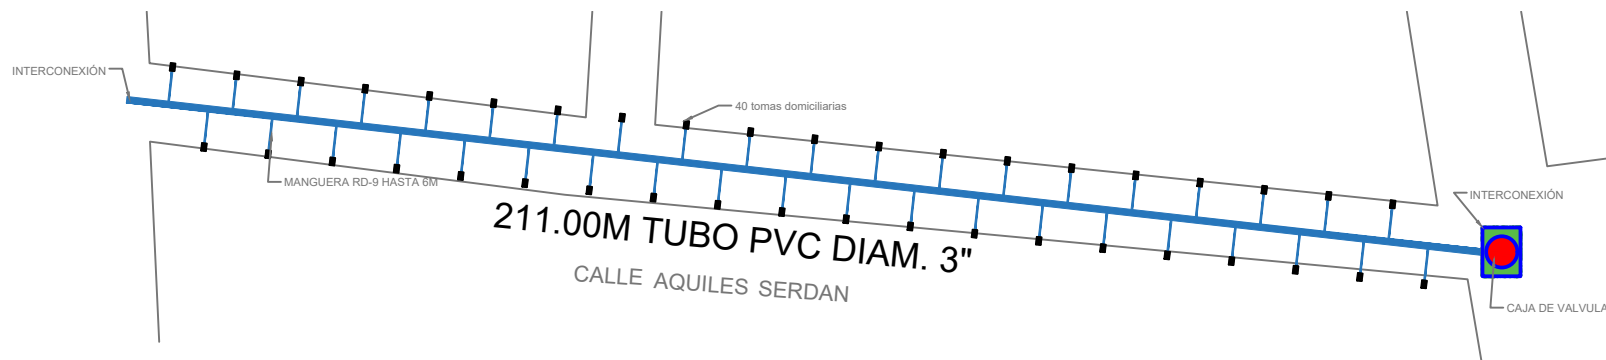 INTERCONEXIÓN
40 tomas domiciliarias
MANGUERA RD-9 HASTA 6M
211.00M TUBO PVC DIAM. 3"
CALLE AQUILES SERDAN
INTERCONEXIÓN
CAJA DE VALVULA